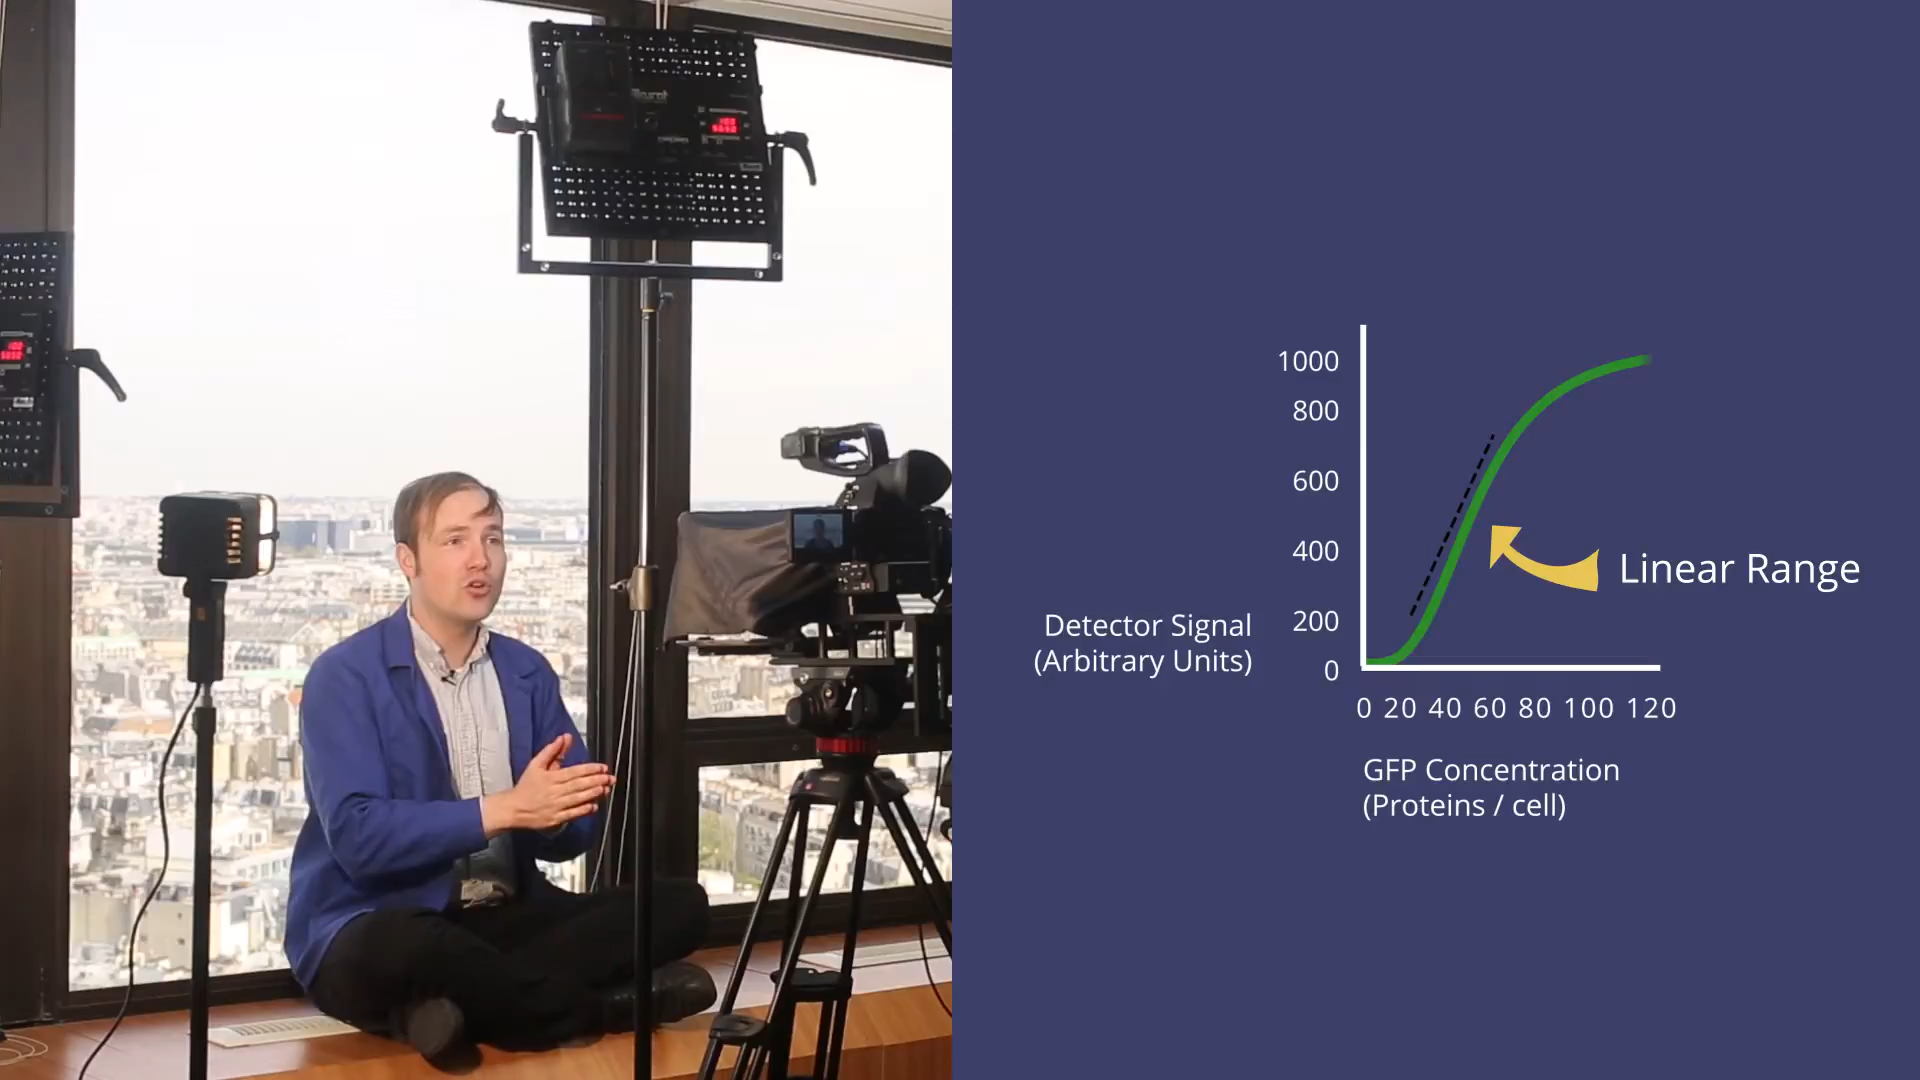 1000
800
600
400
200
0
Linear Range
Detector Signal
(Arbitrary Units)
0 20 40 60 80 100 120
GFP Concentration
(Proteins / cell)